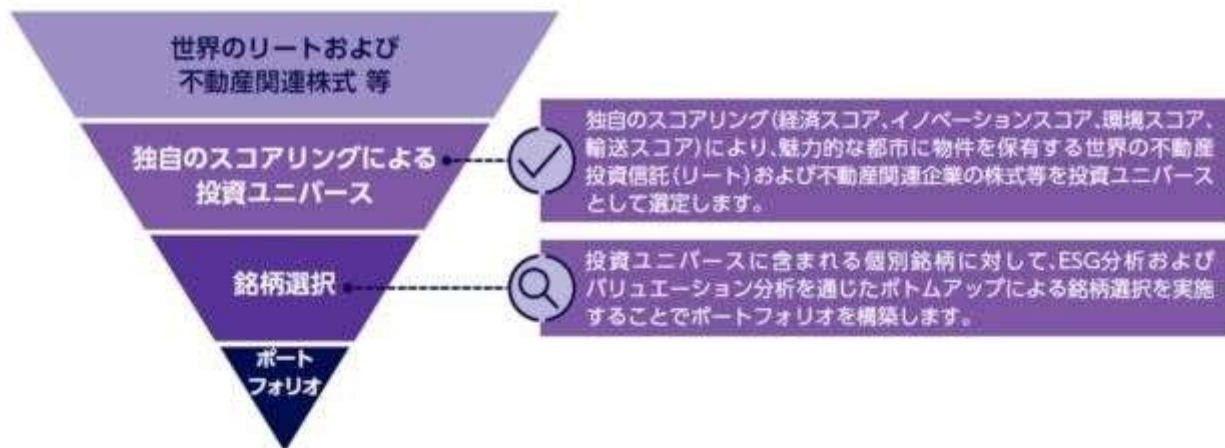 世界のリートおよび
不動産関連株式 等
独自のスコアリングによる
投資ユニバース
独自のスコアリング(経済スコア、イノベーションスコア、環境スコア、
輸送スコア)により、魅力的な都市に物件を保有する世界の不動産
投資信託(リート)および不動産関連企業の株式等を投資ユニバース
として選定します。
銘柄選択
投資ユニバースに含まれる個別銘柄に対して、ESG分析および
バリュエーション分析を通じたボトムアップによる銘柄選択を実施
することでポートフォリオを構築します。
ポート
フォリオ